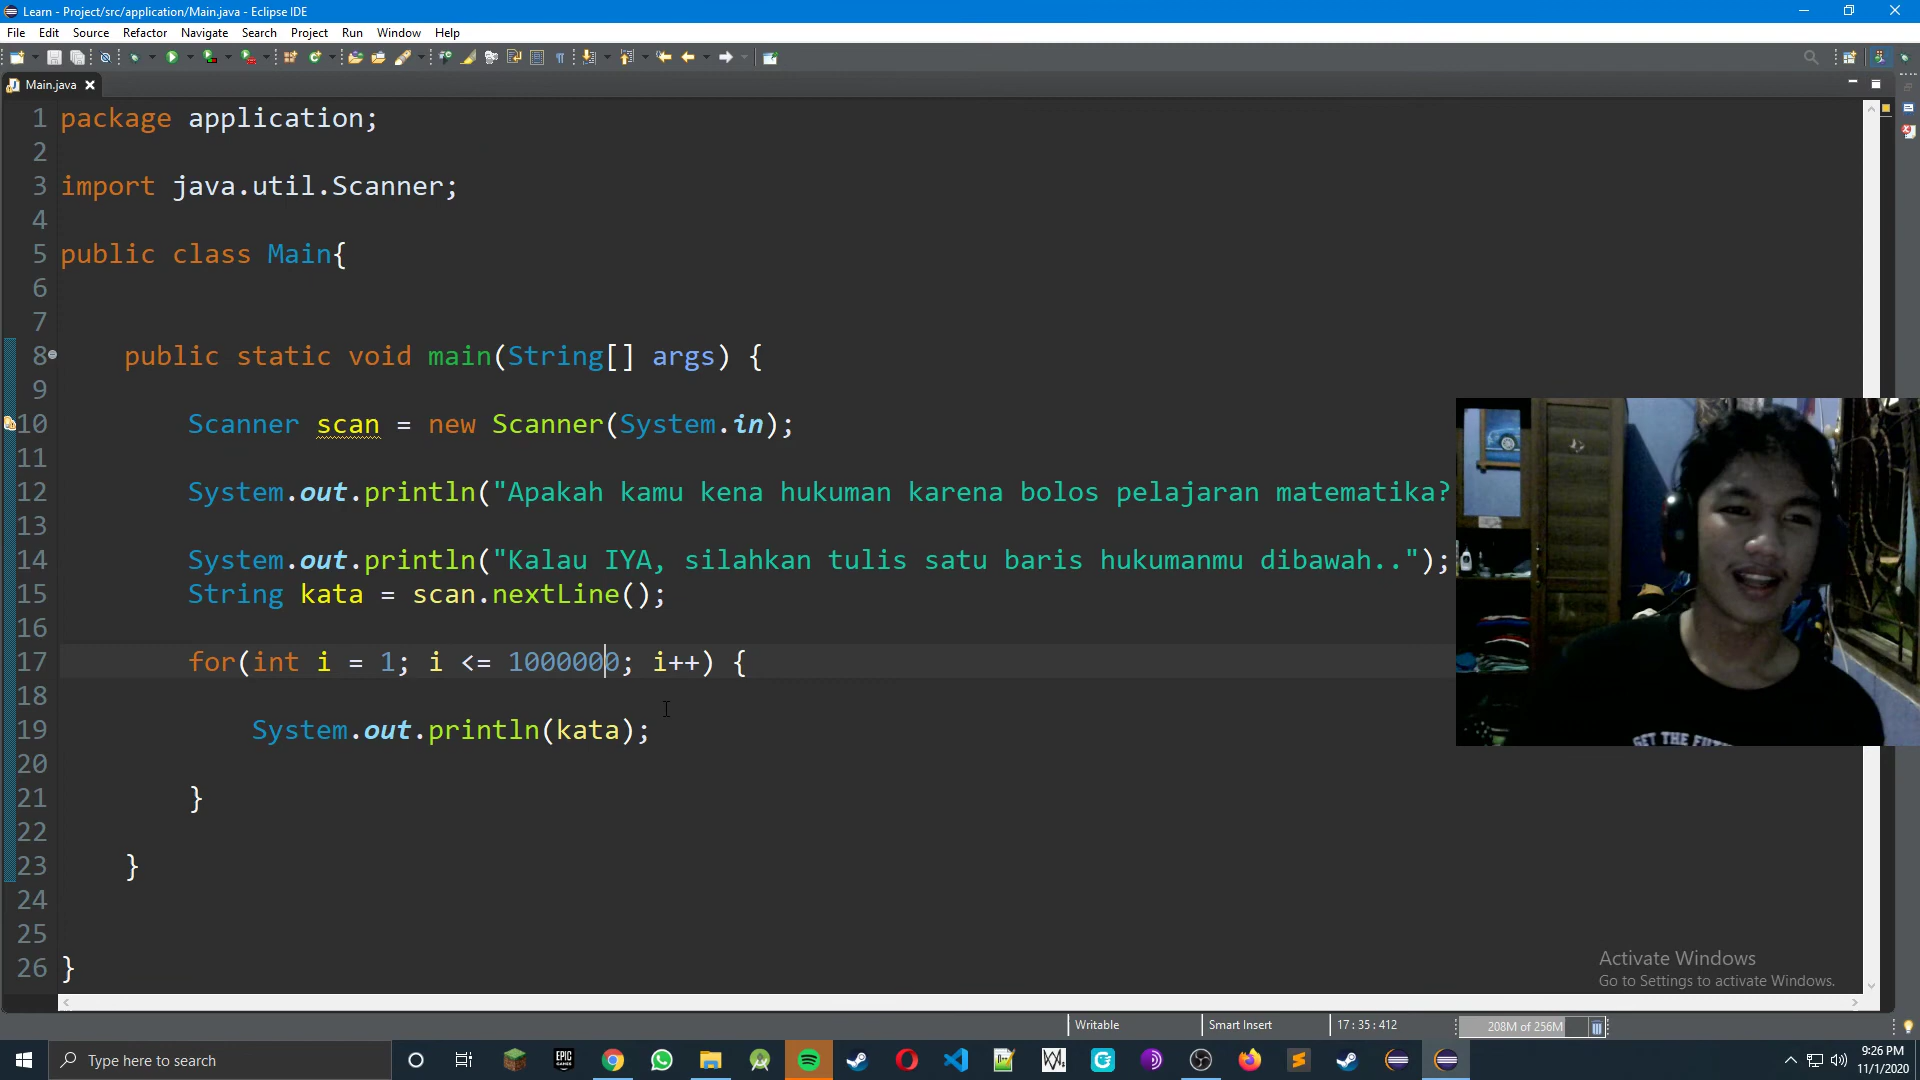 Learn - Project/src/application/Main.java - Eclipse IDE
File Edit Source Refactor Navigate Search Project Run Window Help
Main.java
1 package application;
2
3 import java.util.Scanner;
4
5 public class Main{
6
7
8 public static void main(String[] args) {
9
10 Scanner scan = new Scanner(System.in);
11
12 System.out.println("Apakah kamu kena hukuman karena bolos pelajaran matematika?
13
14 System.out.println("Kalau IYA, silahkan tulis satu baris hukumanmu dibawah..");
15 String kata = scan.nextLine();
16
17 for(int i = 1; i <= 1000000; i++) {
18
19 System.out.println(kata);
20
21 }
22
23 }
24
25
26 }
GET THE FU
Activate Windows
Go to Settings to activate Windows.
Writable Smart Insert 17 : 35 : 412 208M of 256M
Type here to search
EPIC GAMES
9:26 PM
11/1/2020